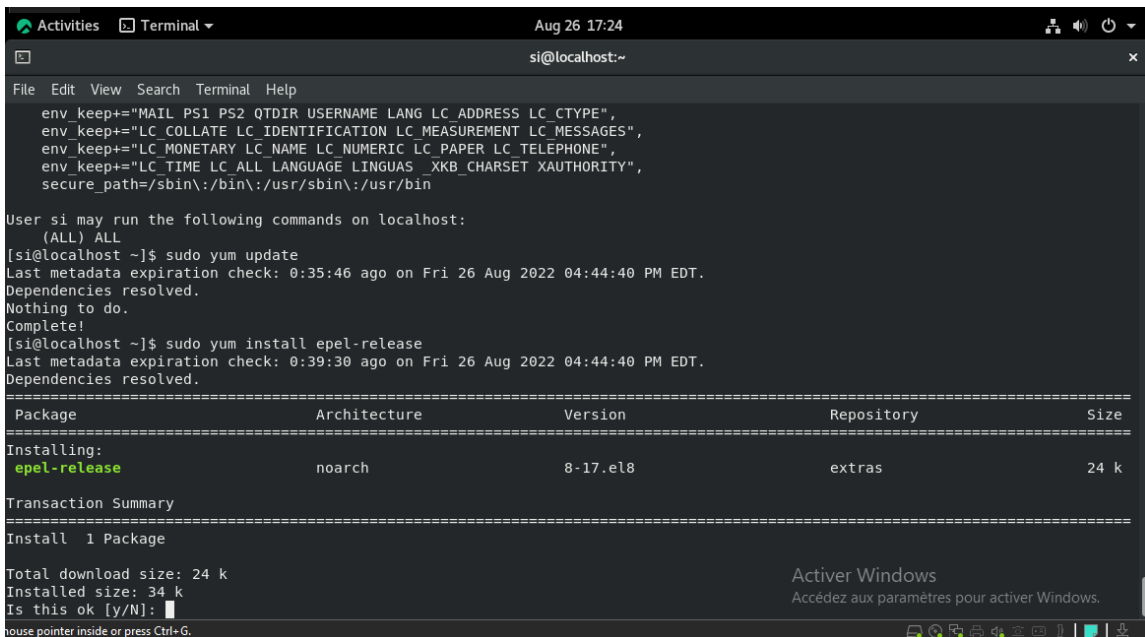 Activities Terminal Aug 26 17:24
si@localhost:~
File Edit View Search Terminal Help
env_keep+="MAIL PS1 PS2 QTDIR USERNAME LANG LC_ADDRESS LC_CTYPE",
env_keep+="LC_COLLATE LC_IDENTIFICATION LC_MEASUREMENT LC_MESSAGES",
env_keep+="LC_MONETARY LC_NAME LC_NUMERIC LC_PAPER LC_TELEPHONE",
env_keep+="LC_TIME LC_ALL LANGUAGE LINGUAS _XKB_CHARSET XAUTHORITY",
secure_path=/sbin\:/bin\:/usr/sbin\:/usr/bin
User si may run the following commands on localhost:
(ALL) ALL
[si@localhost ~]$ sudo yum update
Last metadata expiration check: 0:35:46 ago on Fri 26 Aug 2022 04:44:40 PM EDT.
Dependencies resolved.
Nothing to do.
Complete!
[si@localhost ~]$ sudo yum install epel-release
Last metadata expiration check: 0:39:30 ago on Fri 26 Aug 2022 04:44:40 PM EDT.
Dependencies resolved.
================================================================================
Package Architecture Version Repository Size
================================================================================
Installing:
epel-release noarch 8-17.el8 extras 24 k
Transaction Summary
================================================================================
Install 1 Package
Total download size: 24 k
Installed size: 34 k
Is this ok [y/N]:
Activer Windows
Accédez aux paramètres pour activer Windows.
mouse pointer inside or press Ctrl+G.